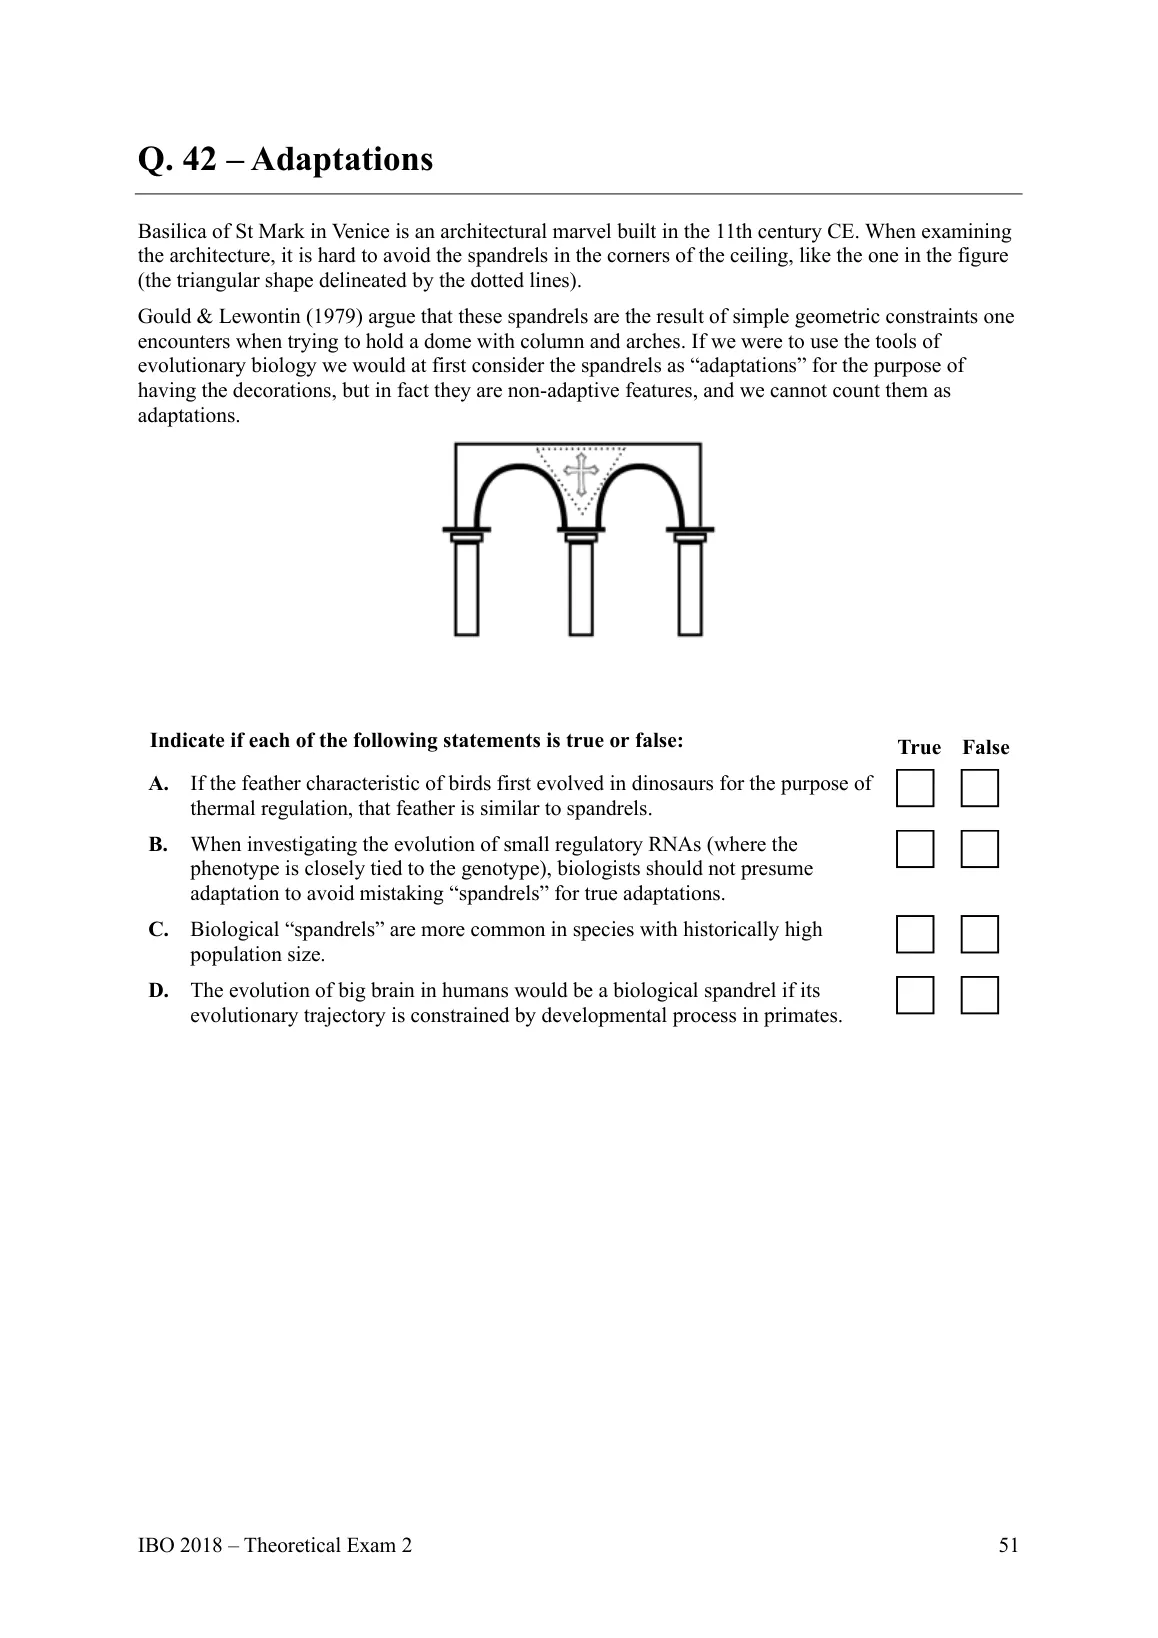 Q. 42 – Adaptations
Basilica of St Mark in Venice is an architectural marvel built in the 11th century CE. When examining
the architecture, it is hard to avoid the spandrels in the corners of the ceiling, like the one in the figure
(the triangular shape delineated by the dotted lines).
Gould & Lewontin (1979) argue that these spandrels are the result of simple geometric constraints one
encounters when trying to hold a dome with column and arches. If we were to use the tools of
evolutionary biology we would at first consider the spandrels as “adaptations” for the purpose of
having the decorations, but in fact they are non-adaptive features, and we cannot count them as
adaptations.
Indicate if each of the following statements is true or false:
True False
A. If the feather characteristic of birds first evolved in dinosaurs for the purpose of
thermal regulation, that feather is similar to spandrels.
B. When investigating the evolution of small regulatory RNAs (where the
phenotype is closely tied to the genotype), biologists should not presume
adaptation to avoid mistaking “spandrels” for true adaptations.
C. Biological “spandrels” are more common in species with historically high
population size.
D. The evolution of big brain in humans would be a biological spandrel if its
evolutionary trajectory is constrained by developmental process in primates.
IBO 2018 – Theoretical Exam 2 51